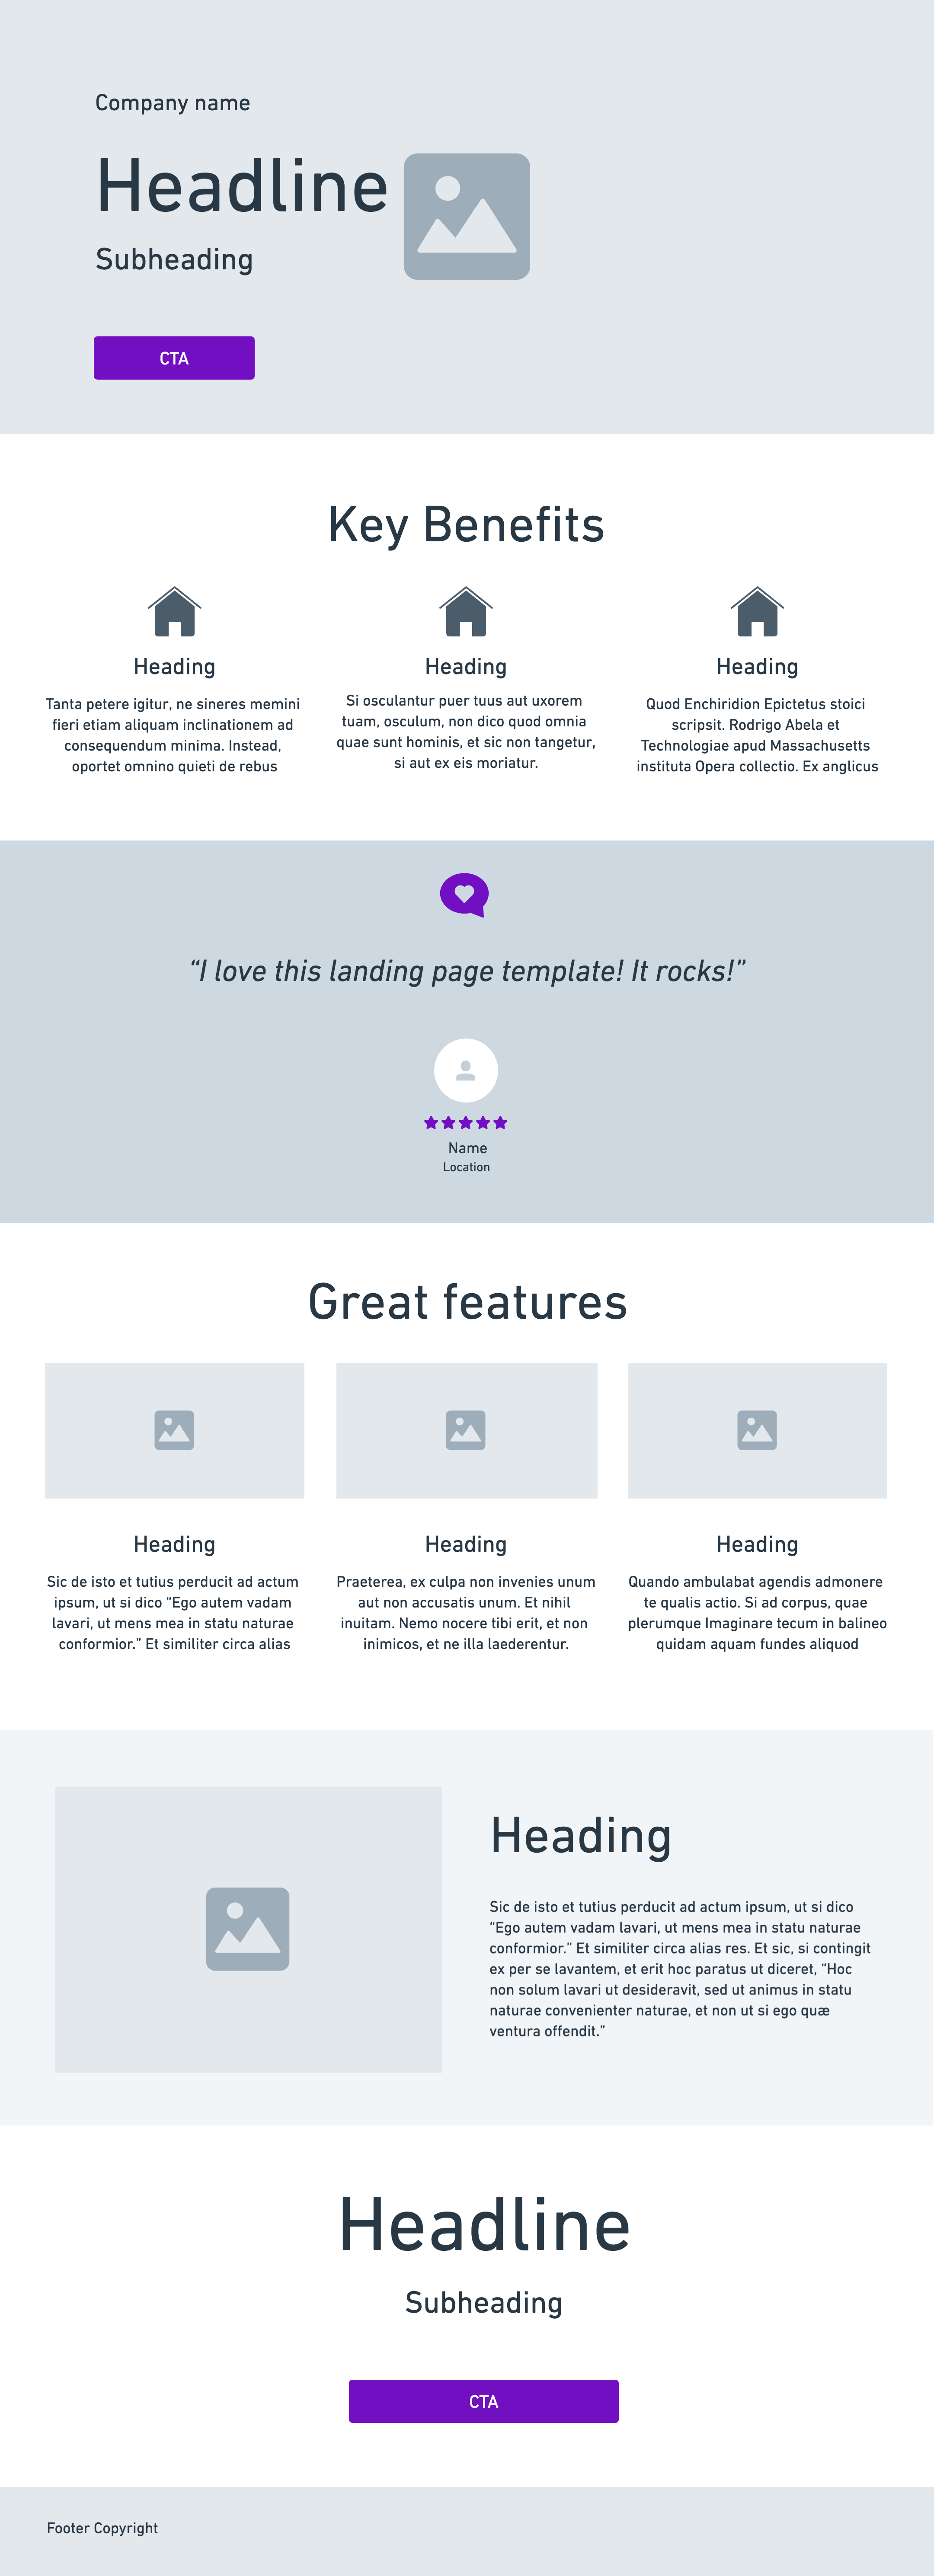 Company name
Headline
Subheading
CTA
Key Benefits
Heading
Tanta petere igitur, ne sineres memini
fieri etiam aliquam inclinationem ad
consequendum minima. Instead,
oportet omnino quieti de rebus
Heading
Si osculantur puer tuus aut uxorem
tuam, osculum, non dico quod omnia
quae sunt hominis, et sic non tangetur,
si aut ex eis moriatur.
Heading
Quod Enchiridion Epictetus stoici
scripsit. Rodrigo Abela et
Technologiae apud Massachusetts
instituta Opera collectio. Ex anglicus
“I love this landing page template! It rocks!”
Name
Location
Great features
Heading
Sic de isto et tutius perducit ad actum
ipsum, ut si dico “Ego autem vadam
lavari, ut mens mea in statu naturae
conformior.” Et similiter circa alias
Heading
Praeterea, ex culpa non invenies unum
aut non accusatis unum. Et nihil
inuitam. Nemo nocere tibi erit, et non
inimicos, et ne illa laederentur.
Heading
Quando ambulabat agendis admonere
te qualis actio. Si ad corpus, quae
plerumque Imaginare tecum in balineo
quidam aquam fundes aliquod
Heading
Sic de isto et tutius perducit ad actum ipsum, ut si dico
“Ego autem vadam lavari, ut mens mea in statu naturae
conformior.” Et similiter circa alias res. Et sic, si contingit
ex per se lavantem, et erit hoc paratus ut diceret, “Hoc
non solum lavari ut desideravit, sed ut animus in statu
naturae convenienter naturae, et non ut si ego quæ
ventura offendit.”
Headline
Subheading
CTA
Footer Copyright